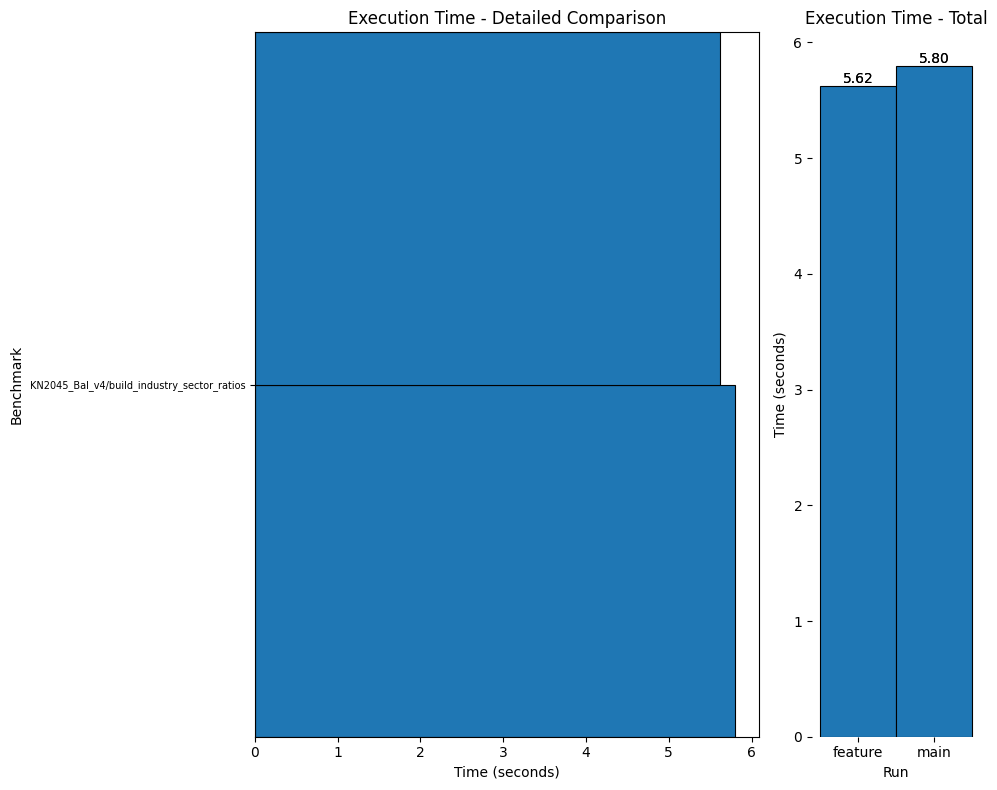 Execution Time - Detailed Comparison
Benchmark
KN2045_Bal_v4/build_industry_sector_ratios
0 1 2 3 4 5 6
Time (seconds)
Execution Time - Total
6
5
4
3
2
1
0
Time (seconds)
5.62
5.80
feature main
Run